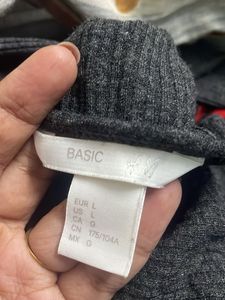 BASIC
EUR L
US L
CA G
CN 175/104A
MX G